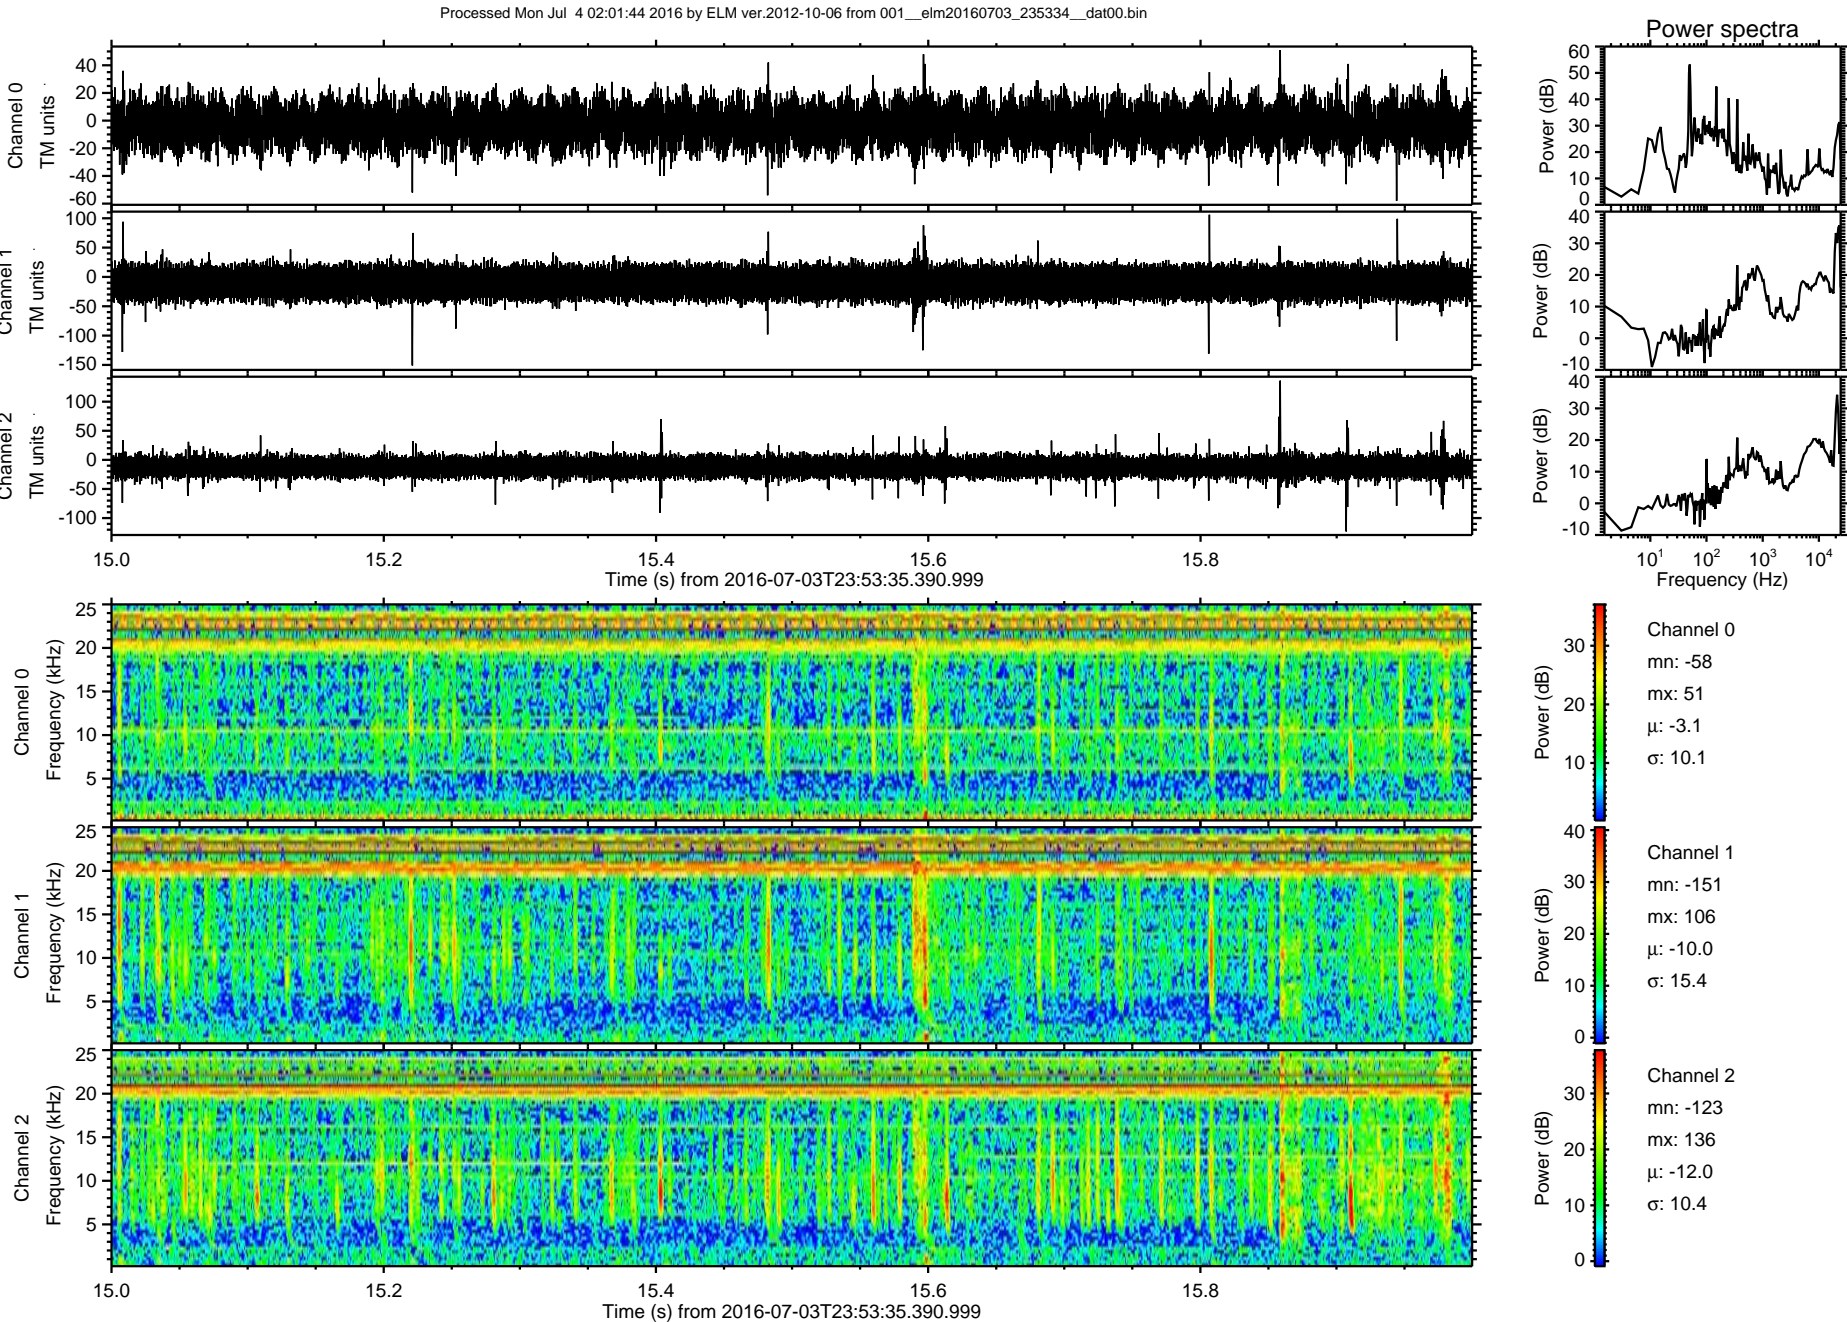 Processed Mon Jul 4 02:01:44 2016 by ELM ver.2012-10-06 from 001__elm20160703_235334__dat00.bin
Power spectra
Channel 0
TM units
40
20
0
-20
-40
-60
Power (dB)
60
50
40
30
20
10
0
Channel 1
TM units
100
50
0
-50
-100
-150
Power (dB)
40
30
20
10
0
-10
Channel 2
TM units
100
50
0
-50
-100
Power (dB)
40
30
20
10
0
-10
15.0 15.2 15.4 15.6 15.8
Time (s) from 2016-07-03T23:53:35.390.999
10^1 10^2 10^3 10^4
Frequency (Hz)
Channel 0
Frequency (kHz)
25
20
15
10
5
Power (dB)
30
20
10
Channel 0
mn: -58
mx: 51
μ: -3.1
σ: 10.1
Channel 1
Frequency (kHz)
25
20
15
10
5
Power (dB)
40
30
20
10
0
Channel 1
mn: -151
mx: 106
μ: -10.0
σ: 15.4
Channel 2
Frequency (kHz)
25
20
15
10
5
Power (dB)
30
20
10
0
Channel 2
mn: -123
mx: 136
μ: -12.0
σ: 10.4
15.0 15.2 15.4 15.6 15.8
Time (s) from 2016-07-03T23:53:35.390.999